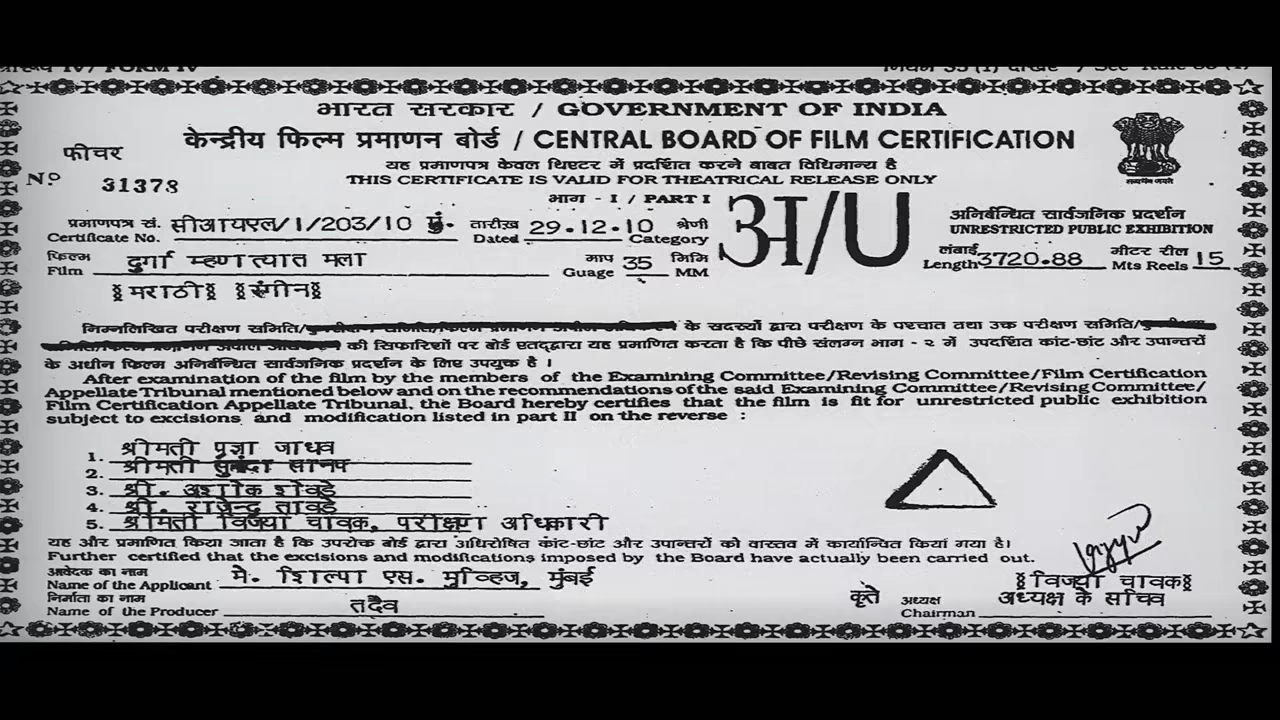 भारत सरकार / GOVERNMENT OF INDIA
केन्द्रीय फिल्म प्रमाणन बोर्ड / CENTRAL BOARD OF FILM CERTIFICATION
फीचर
यह प्रमाणपत्र केवल थिएटर में प्रदर्शित करने बाबत विधिमान्य है
Nº 31378 THIS CERTIFICATE IS VALID FOR THEATRICAL RELEASE ONLY
भाग - I / PART I
अ/U
प्रमाणपत्र सं. सीआयएल/1/203/10 मुं. तारीख़ 29.12.10 श्रेणी
Certificate No. Dated Category
अनिर्बन्धित सार्वजनिक प्रदर्शन
UNRESTRICTED PUBLIC EXHIBITION
फिल्म दुर्गा म्हणत्यात मला माप 35 मिमि
Film Guage MM
लंबाई 3720.88 मीटर रील 15
Length Mts Reels
मराठी रंगीन
निम्नलिखित परीक्षण समिति/ के सदस्यों द्वारा परीक्षण के पश्चात तथा उक्त परीक्षण समिति/
की सिफारिशों पर बोर्ड एतद्द्वारा यह प्रमाणित करता है कि पीछे संलग्न भाग - २ में उपदर्शित कांट-छांट और उपान्तरों
के अधीन फिल्म अनिर्बन्धित सार्वजनिक प्रदर्शन के लिए उपयुक्त है ।
After examination of the film by the members of the Examining Committee/Revising Committee/Film Certification
Appellate Tribunal mentioned below and on the recommendations of the said Examining Committee/Revising Committee/
Film Certification Appellate Tribunal, the Board hereby certifies that the film is fit for unrestricted public exhibition
subject to excisions and modification listed in part II on the reverse :
1. श्रीमती प्रज्ञा जाधव
2. श्रीमती सुनंदा सानप
3. श्री. अशोक शेवडे
4. श्री. राजेन्द्र तावडे
5. श्रीमती विजया चावक, परीक्षण अधिकारी
यह और प्रमाणित किया जाता है कि उपरोक्त बोर्ड द्वारा अधिरोपित कांट-छांट और उपान्तरों को वास्तव में कार्यान्वित किया गया है।
Further certified that the excisions and modifications imposed by the Board have actually been carried out.
आवेदक का नाम मे. शिल्पा एस. मुव्हिज, मुंबई
Name of the Applicant
विजया चावक
निर्माता का नाम तदैव
Name of the Producer
कृते अध्यक्ष अध्यक्ष के सचिव
Chairman